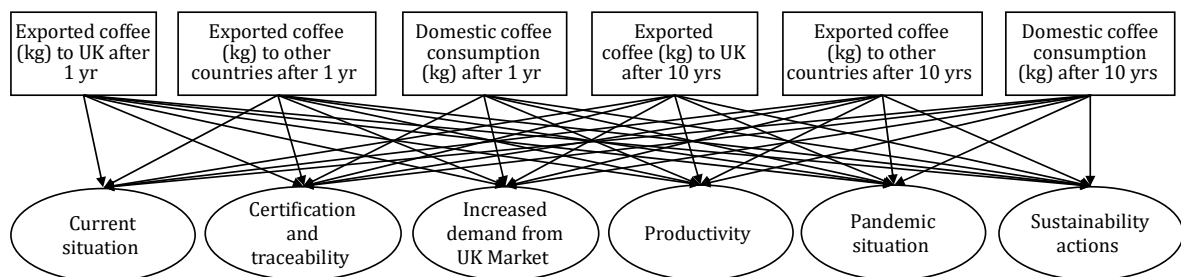 Exported coffee
(kg) to UK after
1 yr
Exported coffee
(kg) to other
countries after 1 yr
Domestic coffee
consumption
(kg) after 1 yr
Exported
coffee (kg) to UK
after 10 yrs
Exported coffee
(kg) to other
countries after 10 yrs
Domestic coffee
consumption
(kg) after 10 yrs
Current
situation
Certification
and
traceability
Increased
demand from
UK Market
Productivity
Pandemic
situation
Sustainability
actions